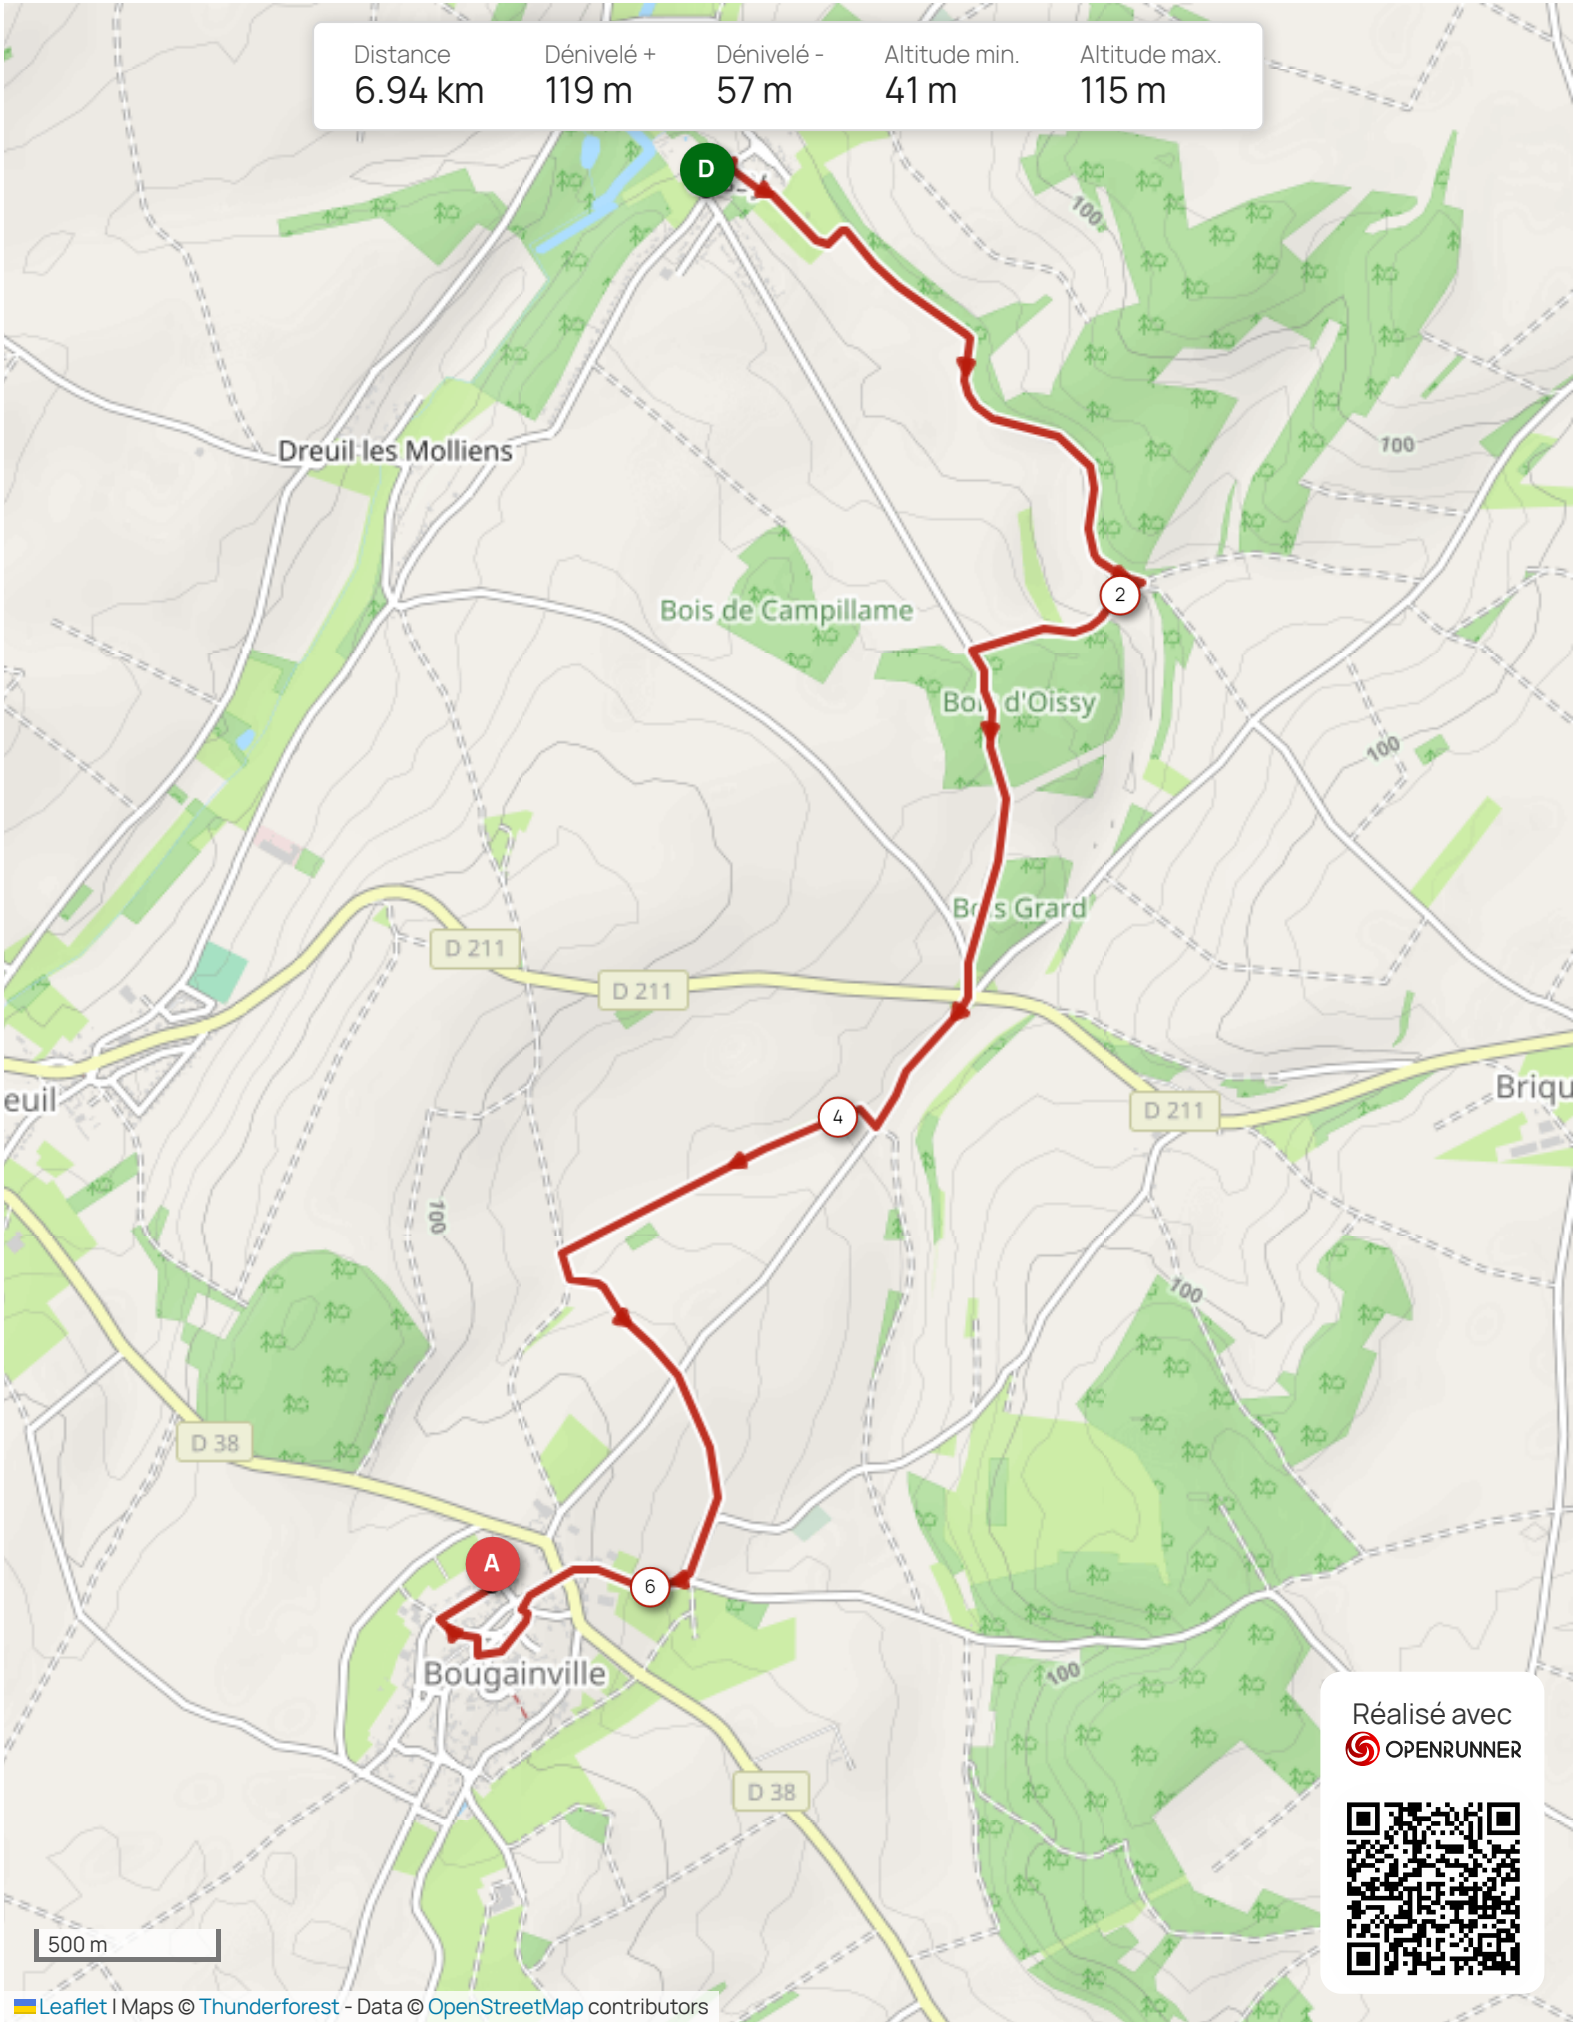 Distance
6.94 km
Dénivelé +
119 m
Dénivelé -
57 m
Altitude min.
41 m
Altitude max.
115 m
D
100
Dreuil les Molliens
100
2
Bois de Campillame
d'Oissy
100
Grard
D 211
D 211
euil
Briqu
D 211
4
100
100
D 38
A
6
Bougainville
100
D 38
Réalisé avec
OPENRUNNER
500 m
Leaflet | Maps © Thunderforest - Data © OpenStreetMap contributors